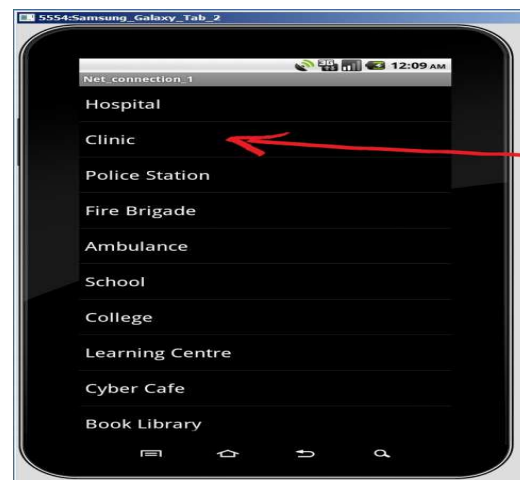 5554:Samsung_Galaxy_Tab_2
3G 12:09 AM
Net_connection_1
Hospital
Clinic
Police Station
Fire Brigade
Ambulance
School
College
Learning Centre
Cyber Cafe
Book Library